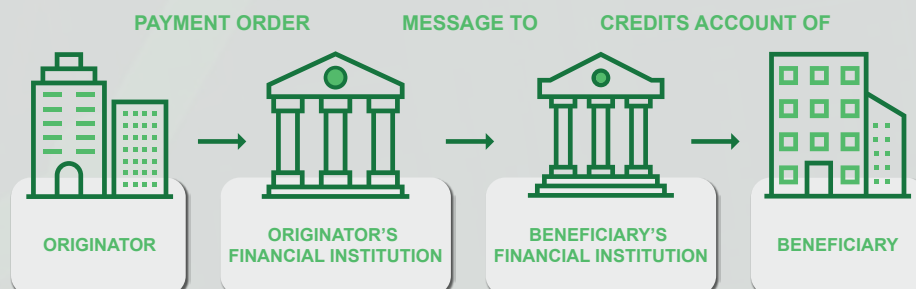 PAYMENT ORDER
MESSAGE TO
CREDITS ACCOUNT OF
ORIGINATOR
ORIGINATOR’S
FINANCIAL INSTITUTION
BENEFICIARY’S
FINANCIAL INSTITUTION
BENEFICIARY